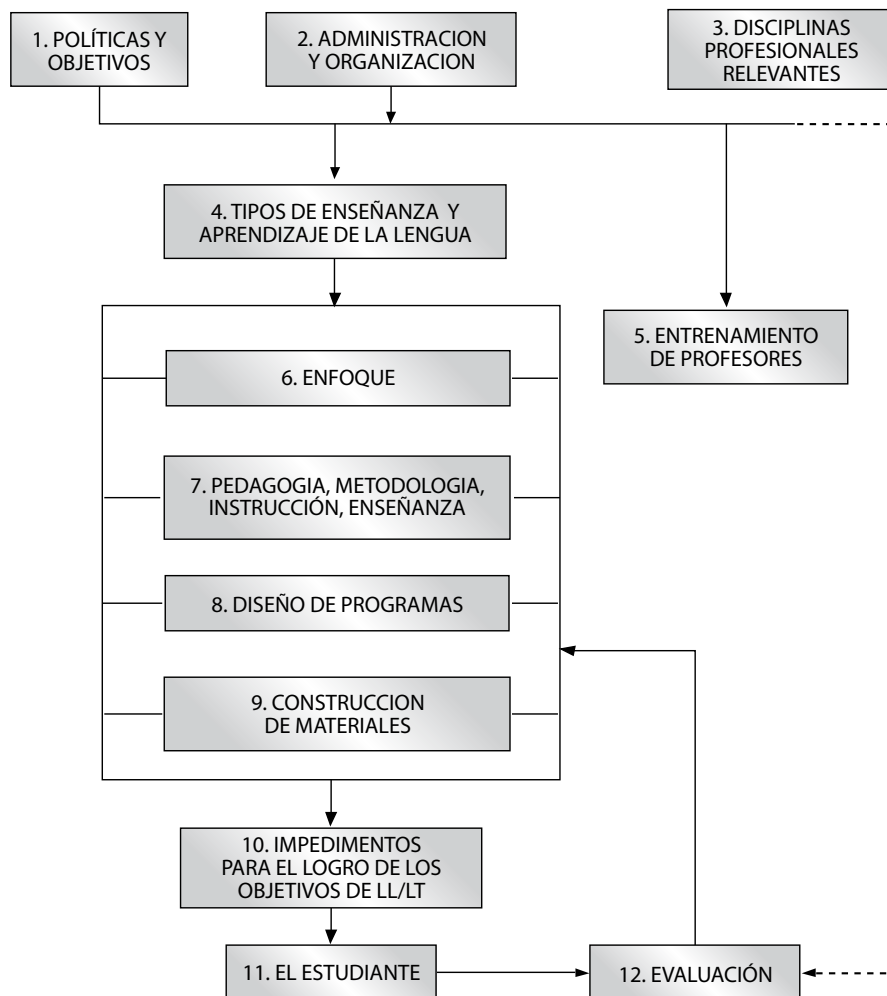 1. POLÍTICAS Y
OBJETIVOS
2. ADMINISTRACION
Y ORGANIZACION
3. DISCIPLINAS
PROFESIONALES
RELEVANTES
4. TIPOS DE ENSEÑANZA Y
APRENDIZAJE DE LA LENGUA
5. ENTRENAMIENTO
DE PROFESORES
6. ENFOQUE
7. PEDAGOGIA, METODOLOGIA,
INSTRUCCIÓN, ENSEÑANZA
8. DISEÑO DE PROGRAMAS
9. CONSTRUCCION
DE MATERIALES
10. IMPEDIMENTOS
PARA EL LOGRO DE LOS
OBJETIVOS DE LL/LT
11. EL ESTUDIANTE
12. EVALUACIÓN